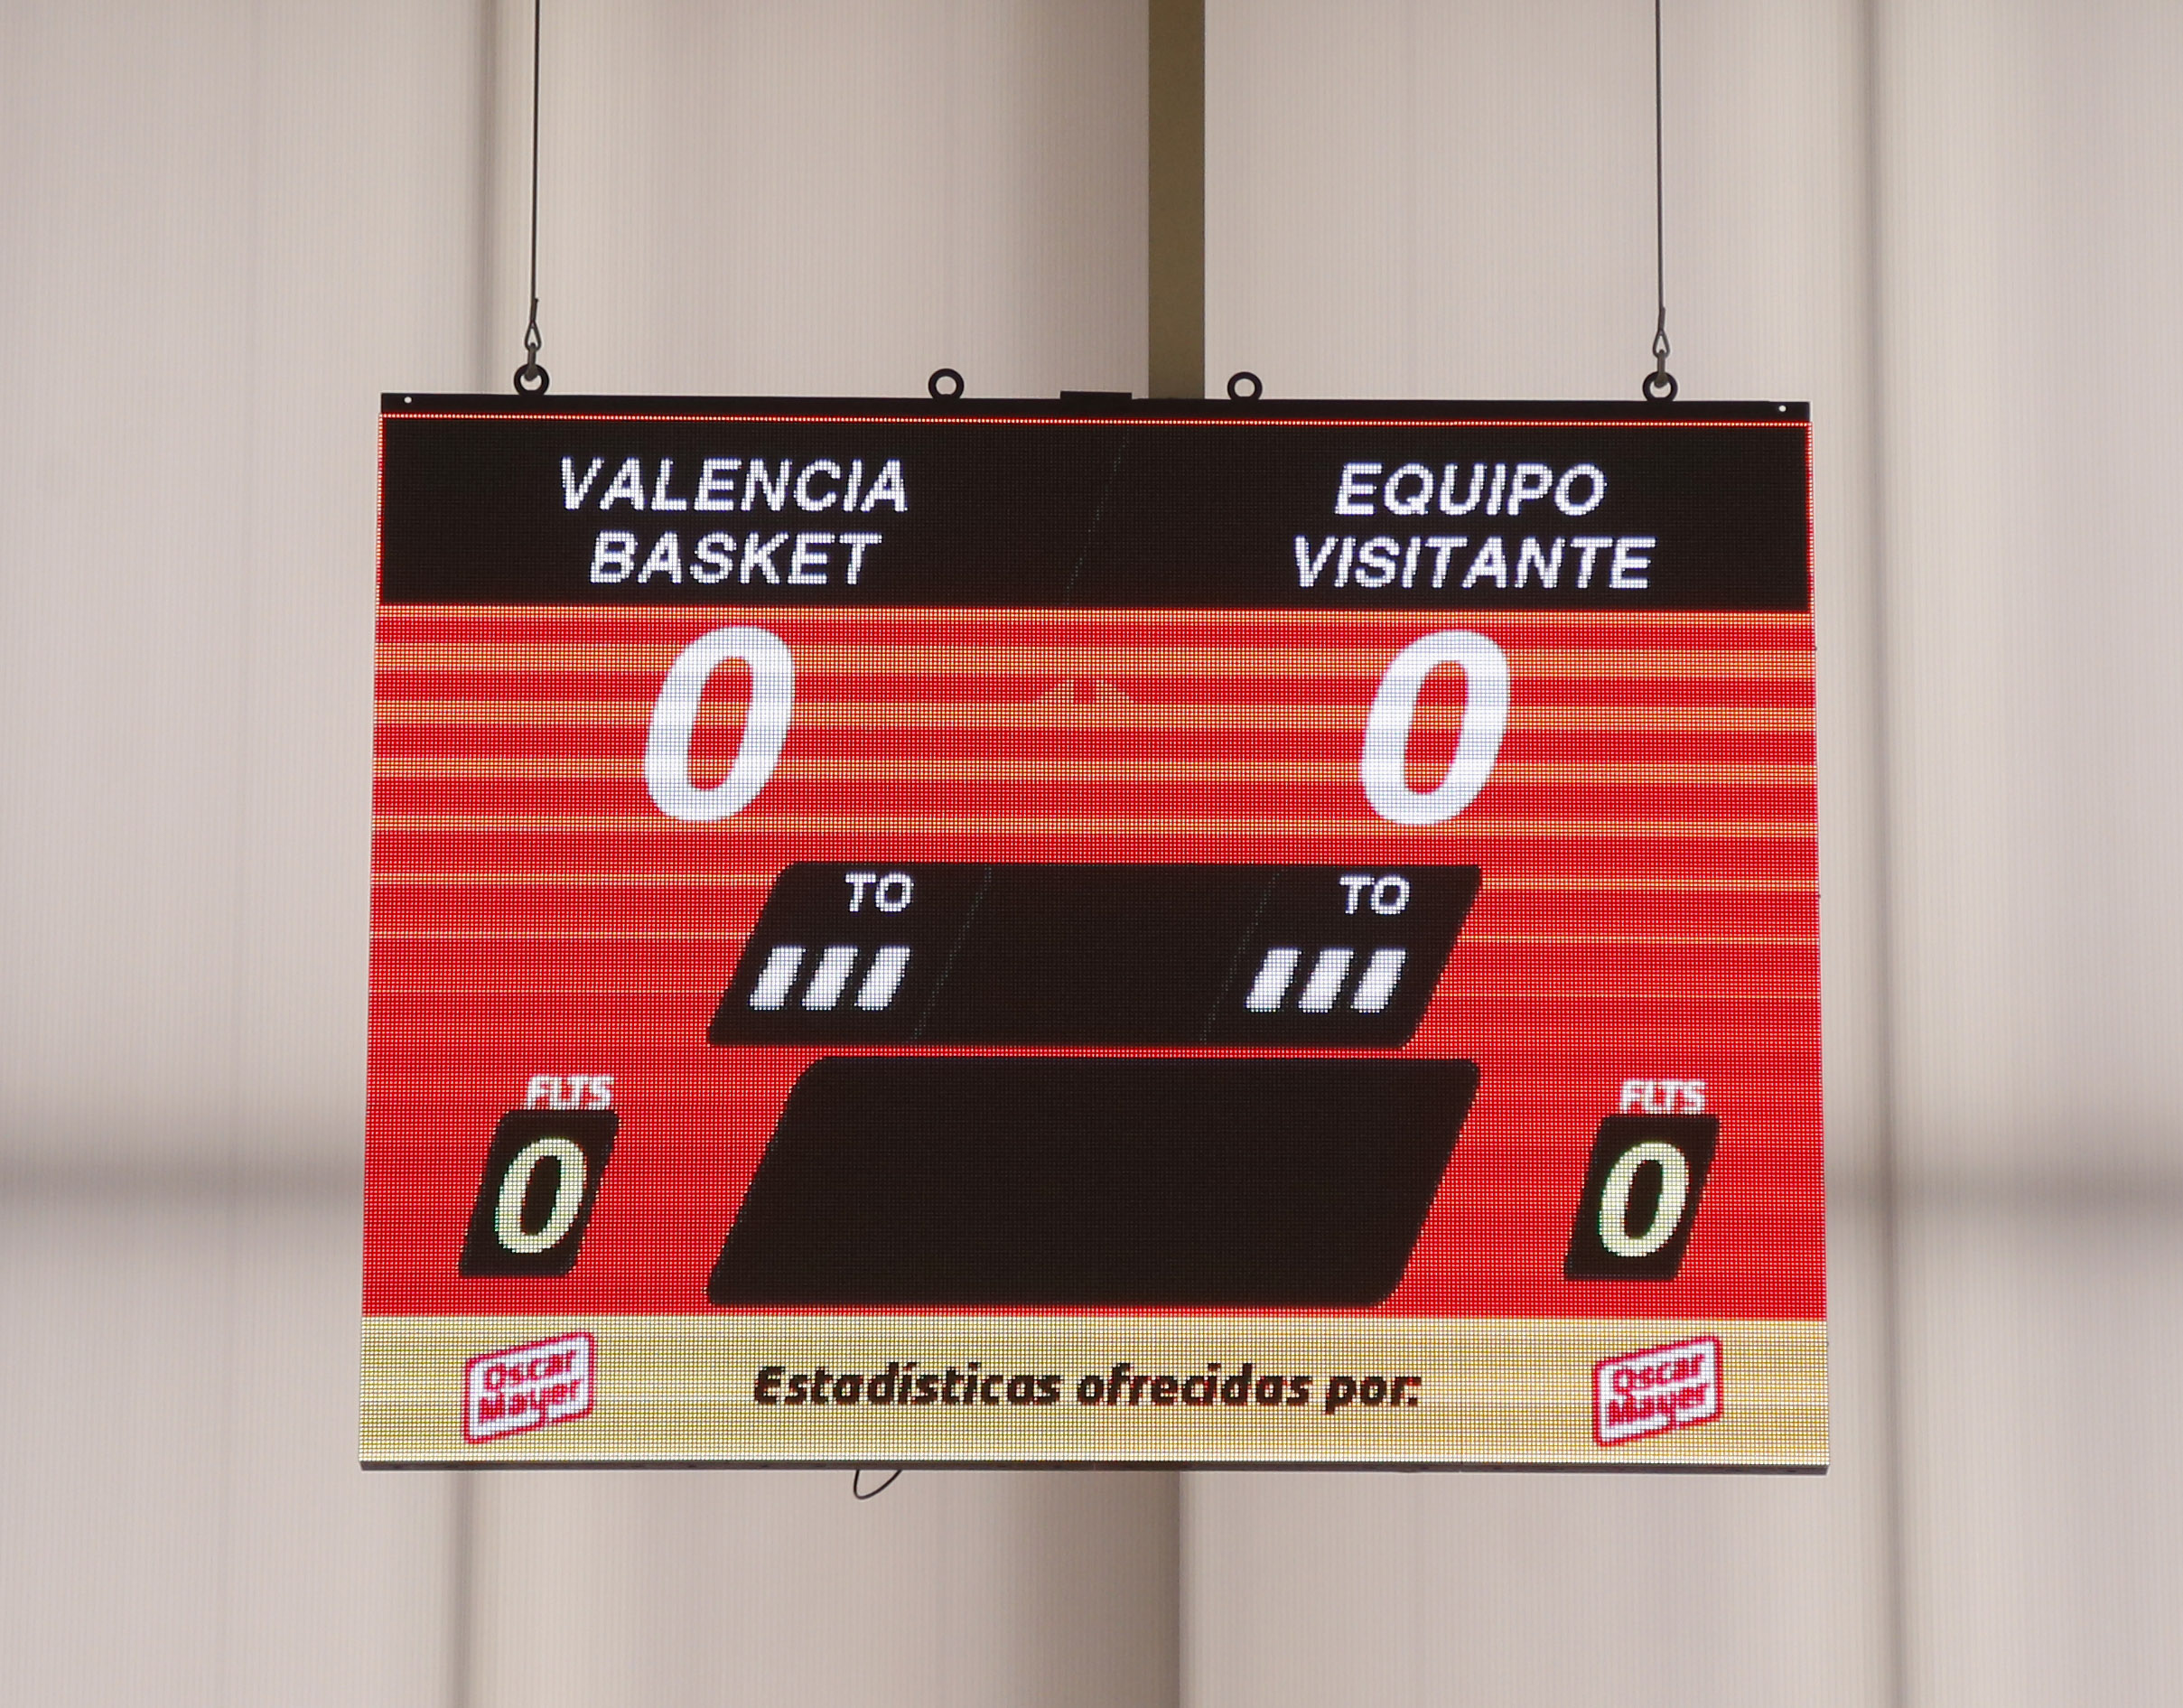 VALENCIA
BASKET
EQUIPO
VISITANTE
0
0
TO
TO
FLTS
0
FLTS
0
Oscar
Mayer
Estadísticas ofrecidas por:
Oscar
Mayer